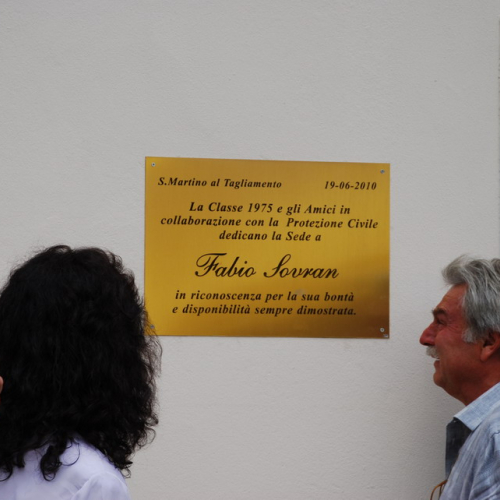 S.Martino al Tagliamento 19-06-2010
La Classe 1975 e gli Amici in
collaborazione con la Protezione Civile
dedicano la Sede a
Fabio Sovran
in riconoscenza per la sua bontà
e disponibilità sempre dimostrata.